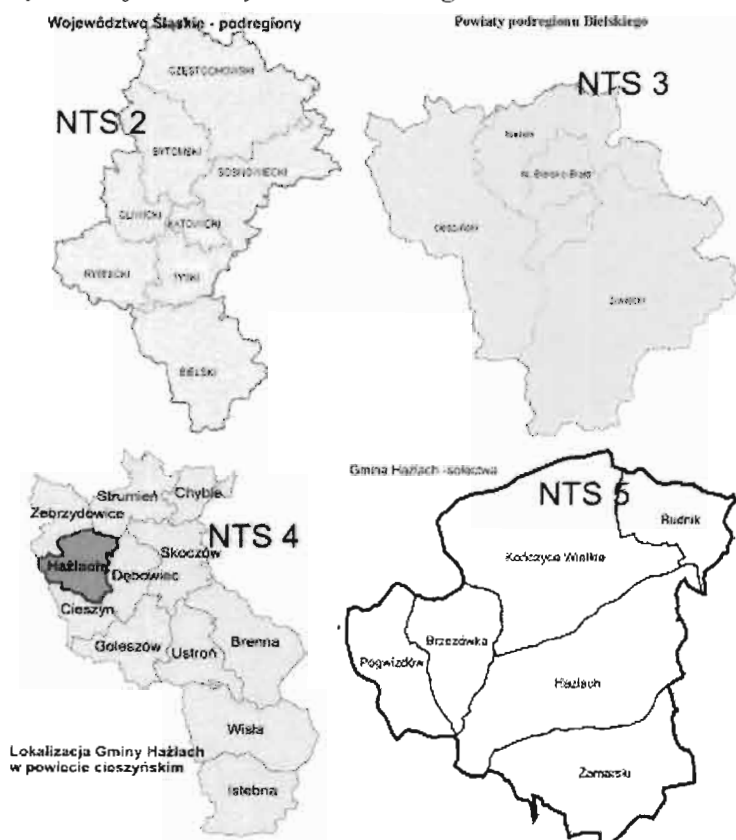 Województwo Śląskie - podregiony
NTS 2
CZĘSTOCHOWSKI
BYTOMSKI
SOSNOWIECKI
GLIWICKI
KATOWICKI
RYBNICKI
TYSKI
BIELSKI
Powiaty podregionu Bielskiego
NTS 3
Bielski
M. Bielsko-Biała
Cieszyński
Żywiecki
NTS 4
Strumień
Chybie
Zebrzydowice
Skoczów
Hażlach
Dębowiec
Cieszyn
Goleszów
Ustroń
Brenna
Wisła
Istebna
Lokalizacja Gminy Hażlach
w powiecie cieszyńskim
Gmina Hażlach -sołectwa
NTS 5
Rudnik
Kończyce Wielkie
Brzezówka
Pogwizdów
Hażlach
Zamarski